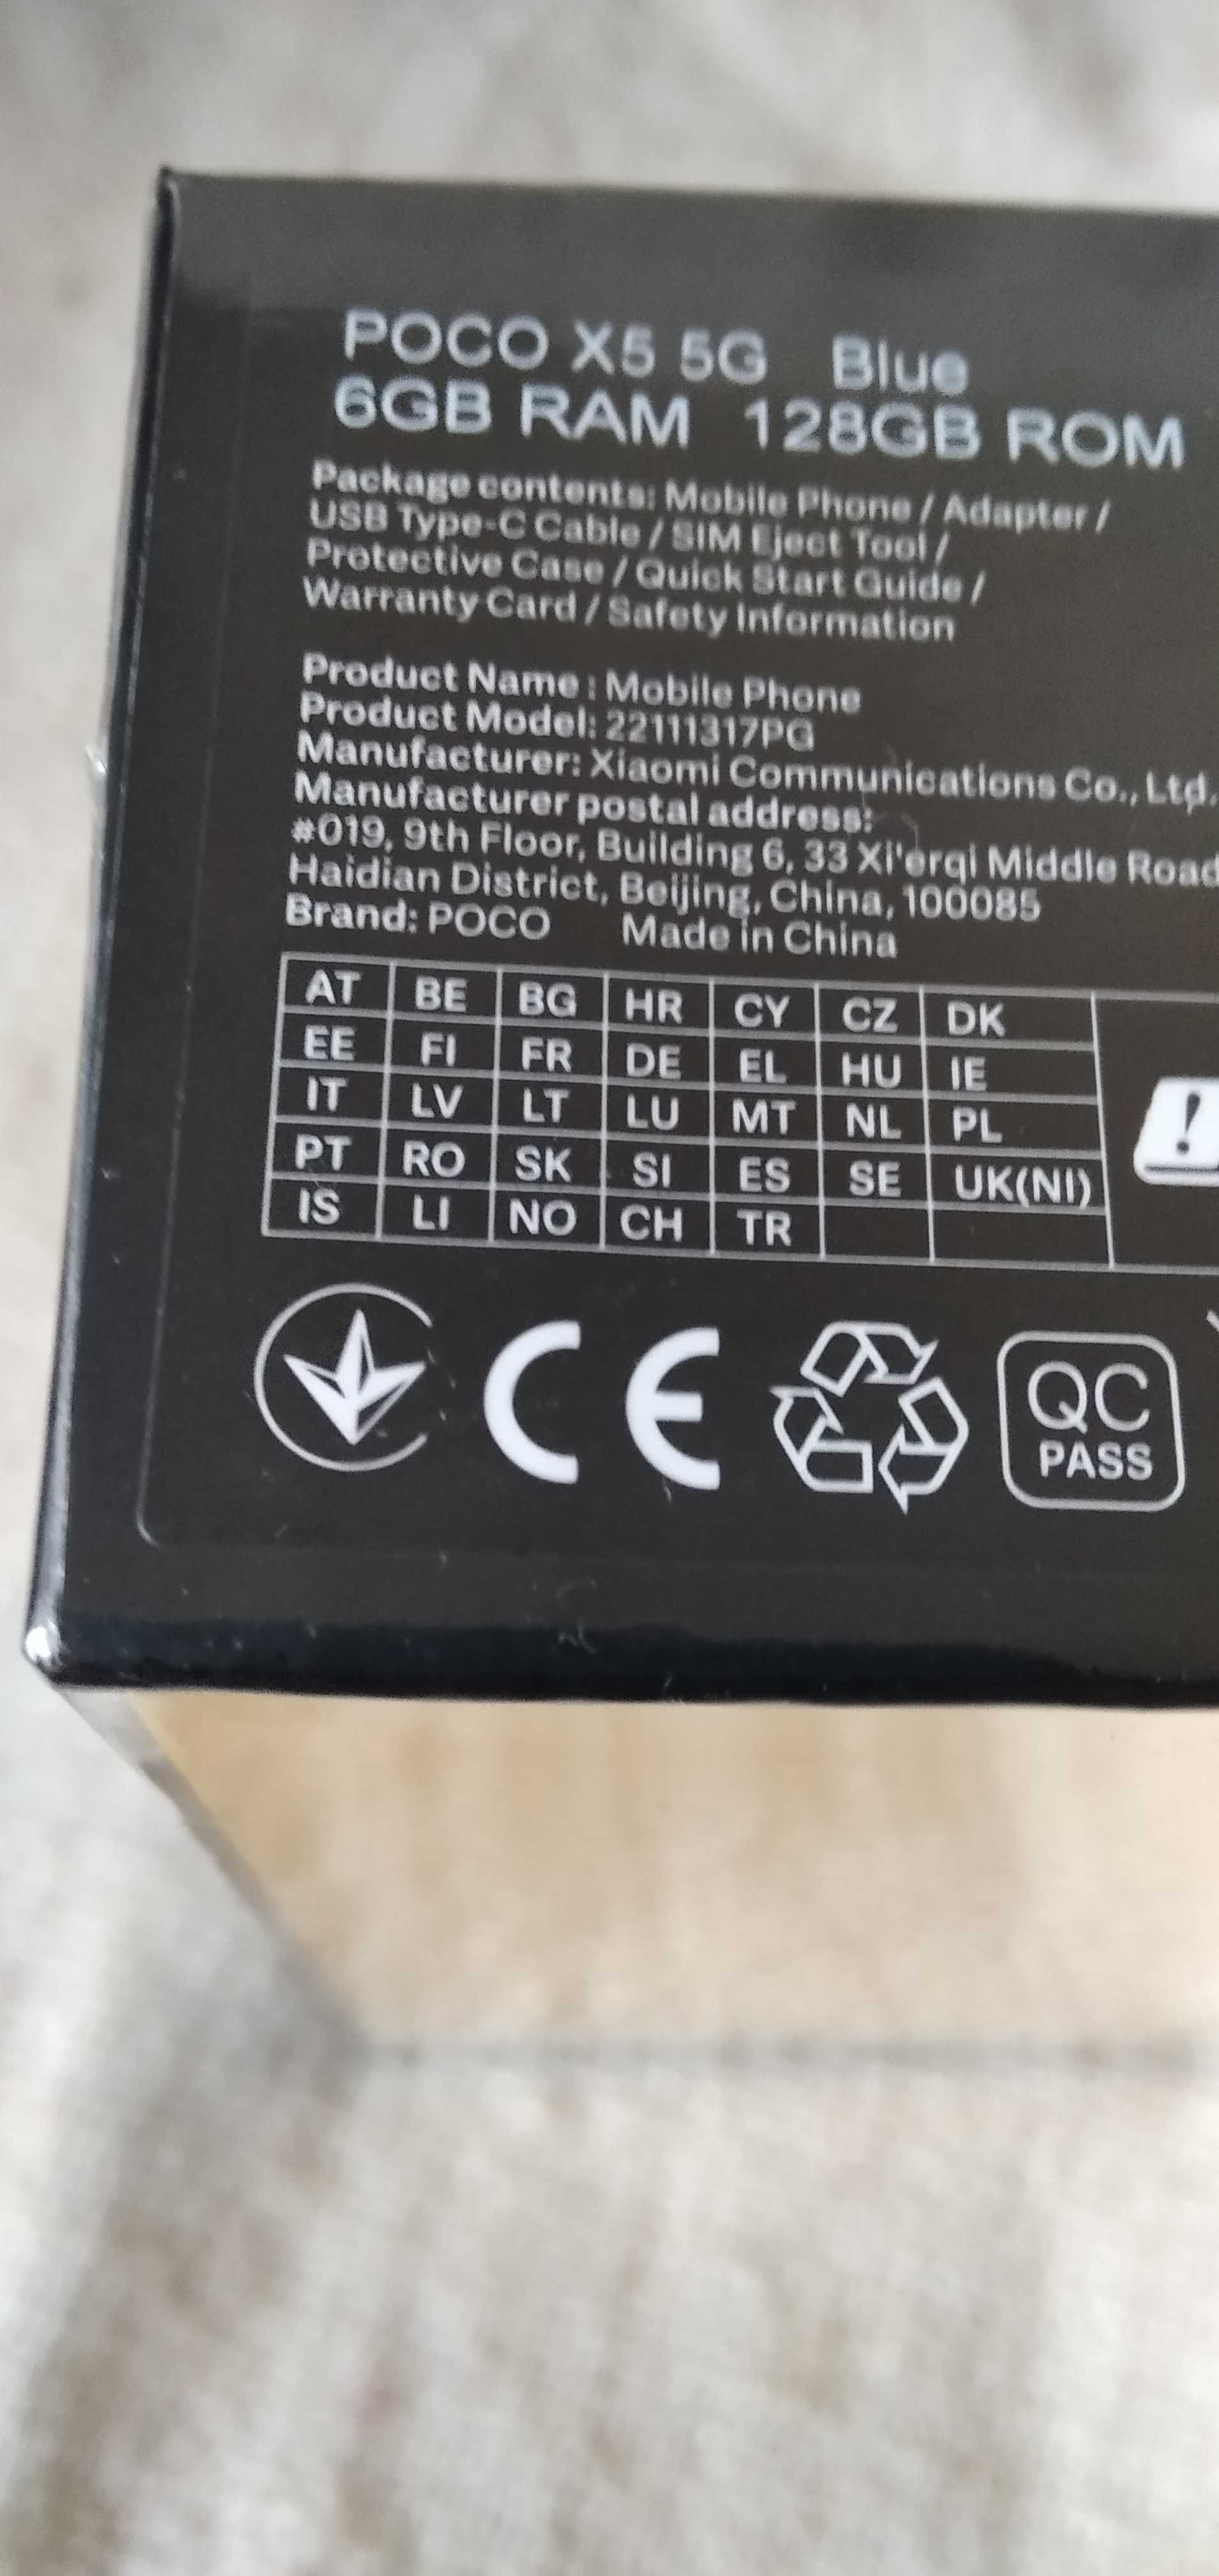 POCO X5 5G Blue
6GB RAM 128GB ROM
Package contents: Mobile Phone / Adapter /
USB Type-C Cable / SIM Eject Tool /
Protective Case / Quick Start Guide /
Warranty Card / Safety Information
Product Name : Mobile Phone
Product Model: 22111317PG
Manufacturer: Xiaomi Communications Co., Ltd.
Manufacturer postal address:
#019, 9th Floor, Building 6, 33 Xi'erqi Middle Road
Haidian District, Beijing, China, 100085
Brand: POCO Made in China
AT BE BG HR CY CZ DK
EE FI FR DE EL HU IE
IT LV LT LU MT NL PL
PT RO SK SI ES SE UK(NI)
IS LI NO CH TR
!
CE
QC
PASS